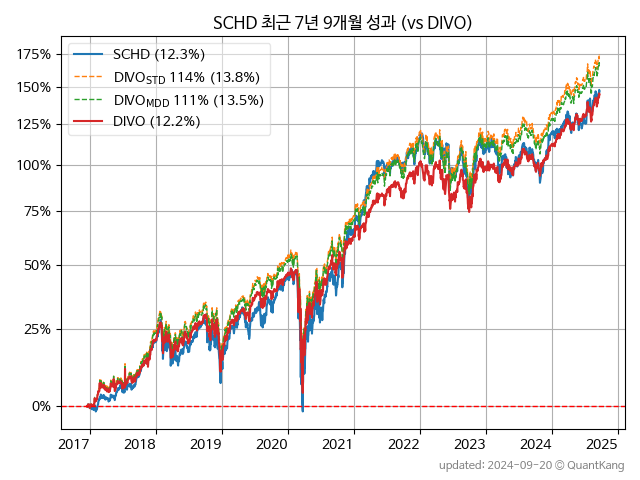 SCHD 최근 7년 9개월 성과 (vs DIVO)
SCHD (12.3%)
DIVO_STD 114% (13.8%)
DIVO_MDD 111% (13.5%)
DIVO (12.2%)
175%
150%
125%
100%
75%
50%
25%
0%
2017 2018 2019 2020 2021 2022 2023 2024 2025
updated: 2024-09-20 © QuantKang